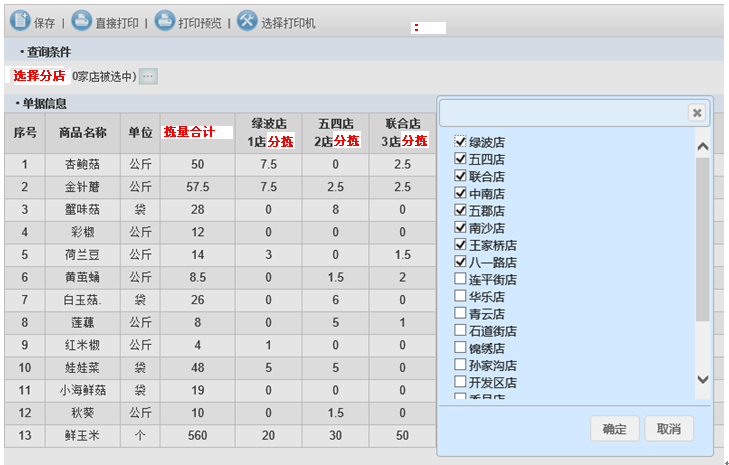 保存 | 直接打印 | 打印预览 | 选择打印机
:
· 查询条件
选择分店 0家店被选中) ...
· 单据信息
序号 商品名称 单位 拣量合计 绿波店 1店分拣 五四店 2店分拣 联合店 3店分拣
1 杏鲍菇 公斤 50 7.5 0 2.5
2 金针蘑 公斤 57.5 7.5 2.5 2.5
3 蟹味菇 袋 28 0 8 0
4 彩椒 公斤 12 0 0 0
5 荷兰豆 公斤 14 3 0 1.5
6 黄茧蛹 公斤 8.5 0 1.5 2
7 白玉菇. 袋 26 0 6 0
8 莲藕 公斤 8 0 5 1
9 红米椒 公斤 4 1 0 0
10 娃娃菜 袋 48 5 5 0
11 小海鲜菇 袋 19 0 0 0
12 秋葵 公斤 10 0 1.5 0
13 鲜玉米 个 560 20 30 50
绿波店
五四店
联合店
中南店
五郡店
南沙店
王家桥店
八一路店
连平街店
华乐店
青云店
石道街店
锦绣店
孙家沟店
开发区店
确定 取消